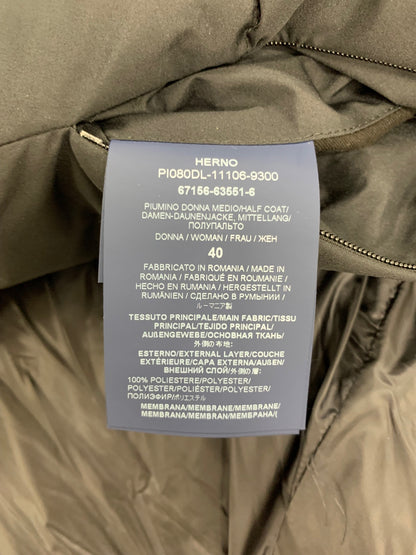 HERNO
PI080DL-11106-9300
67156-63551-6
PIUMINO DONNA MEDIO/HALF COAT/
DAMEN-DAUNENJACKE, MITTELLANG/
ПОЛУПАЛЬТО
DONNA / WOMAN / FRAU / ЖЕН
40
FABBRICATO IN ROMANIA / MADE IN
ROMANIA / FABRIQUÉ EN ROUMANIE /
HECHO EN RUMANÍA / HERGESTELLT IN
RUMÄNIEN / СДЕЛАНО В РУМЫНИИ /
ルーマニア製
TESSUTO PRINCIPALE/MAIN FABRIC/TISSU
PRINCIPAL/TEJIDO PRINCIPAL/
AUßENGEWEBE/ОСНОВНАЯ ТКАНЬ/
外側の布地:
ESTERNO/EXTERNAL LAYER/COUCHE
EXTÉRIEURE/CAPA EXTERNA/AUßEN/
ВНЕШНИЙ СЛОЙ/外側の層:
100% POLIESTERE/POLYESTER/
POLYESTER/POLIÉSTER/POLYESTER/
ПОЛИЭФИР/ポリエステル
MEMBRANA/MEMBRANE/MEMBRANE/
MEMBRANA/MEMBRAN/МЕМБРАНА/(